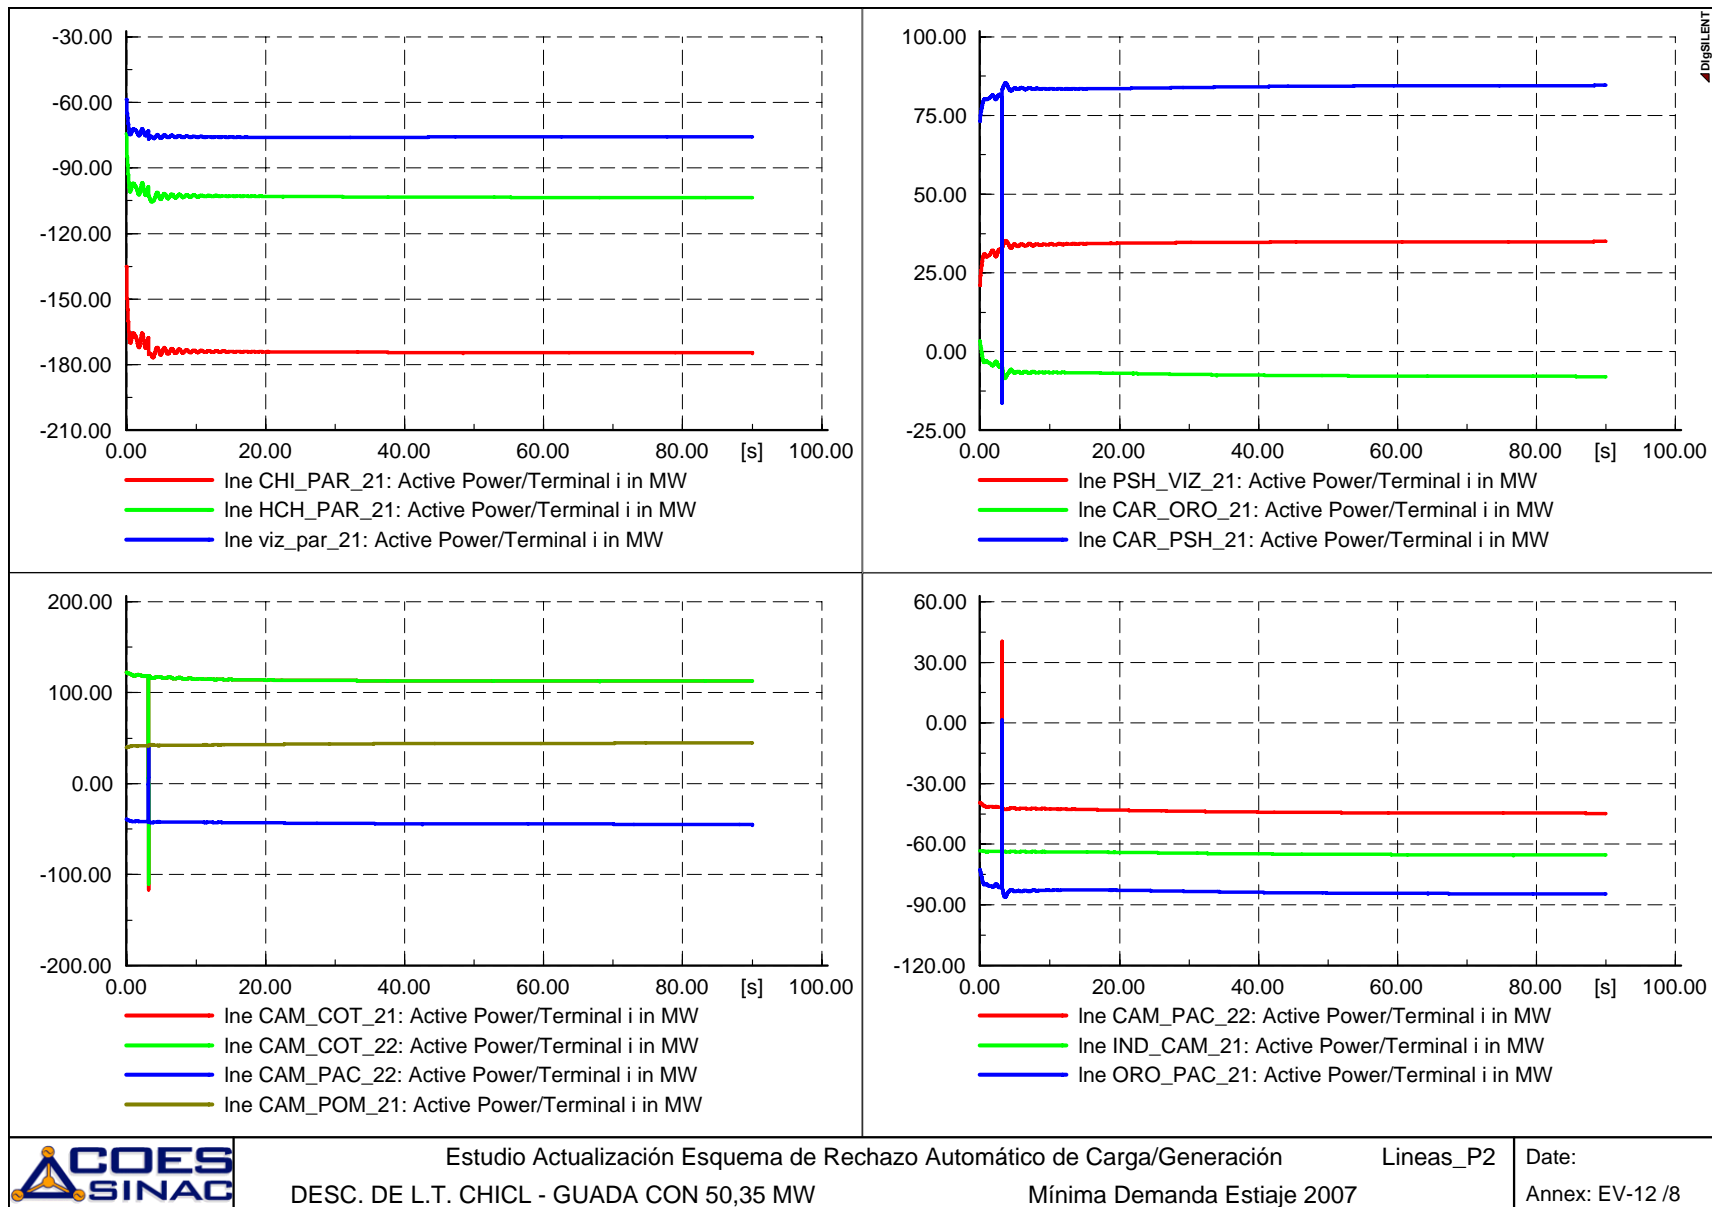 -30.00
-60.00
-90.00
-120.00
-150.00
-180.00
-210.00
0.00 20.00 40.00 60.00 80.00 [s] 100.00
lne CHI_PAR_21: Active Power/Terminal i in MW
lne HCH_PAR_21: Active Power/Terminal i in MW
lne viz_par_21: Active Power/Terminal i in MW
100.00
75.00
50.00
25.00
0.00
-25.00
0.00 20.00 40.00 60.00 80.00 [s] 100.00
lne PSH_VIZ_21: Active Power/Terminal i in MW
lne CAR_ORO_21: Active Power/Terminal i in MW
lne CAR_PSH_21: Active Power/Terminal i in MW
DIgSILENT
200.00
100.00
0.00
-100.00
-200.00
0.00 20.00 40.00 60.00 80.00 [s] 100.00
lne CAM_COT_21: Active Power/Terminal i in MW
lne CAM_COT_22: Active Power/Terminal i in MW
lne CAM_PAC_22: Active Power/Terminal i in MW
lne CAM_POM_21: Active Power/Terminal i in MW
60.00
30.00
0.00
-30.00
-60.00
-90.00
-120.00
0.00 20.00 40.00 60.00 80.00 [s] 100.00
lne CAM_PAC_22: Active Power/Terminal i in MW
lne IND_CAM_21: Active Power/Terminal i in MW
lne ORO_PAC_21: Active Power/Terminal i in MW
COES
SINAC
Estudio Actualización Esquema de Rechazo Automático de Carga/Generación Lineas_P2
DESC. DE L.T. CHICL - GUADA CON 50,35 MW Mínima Demanda Estiaje 2007
Date:
Annex: EV-12 /8